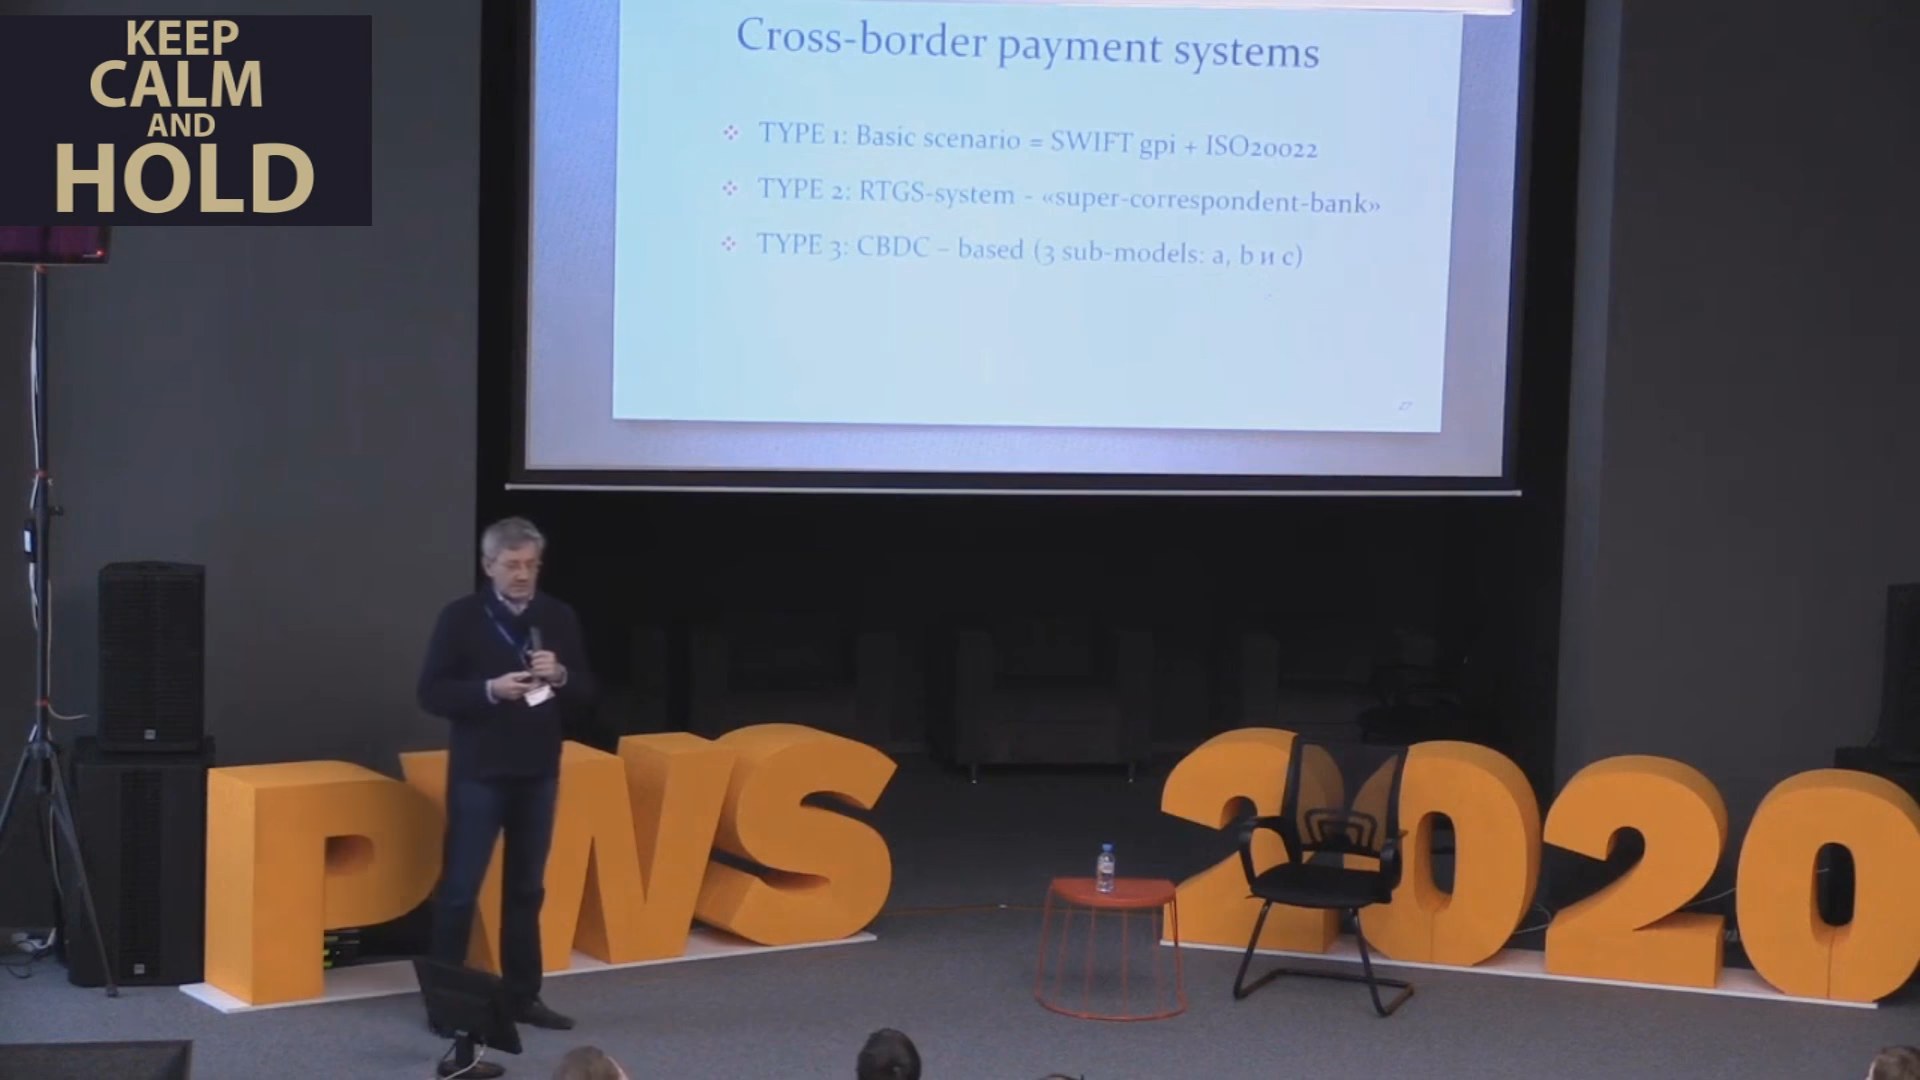 KEEP
CALM
AND
HOLD
Cross-border payment systems
TYPE 1: Basic scenario = SWIFT gpi + ISO20022
TYPE 2: RTGS-system - «super-correspondent-bank»
TYPE 3: CBDC – based (3 sub-models: a, b и c)
27
PWS 2020